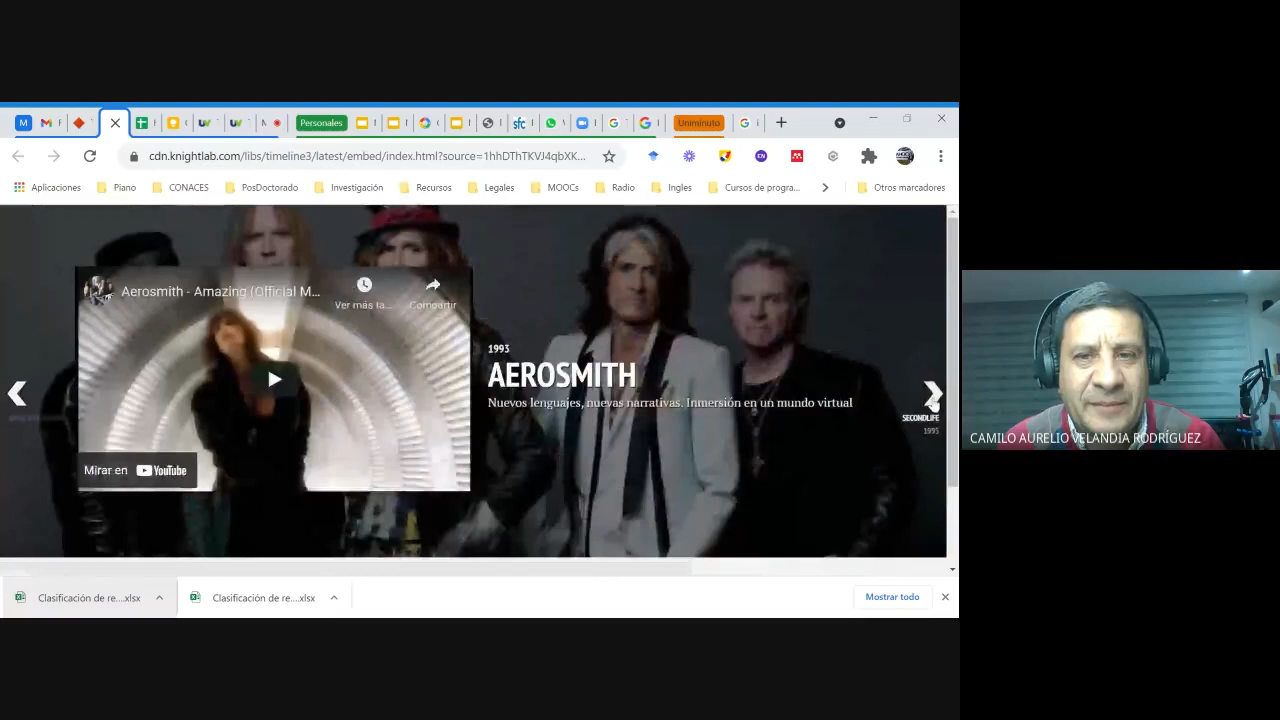 Personales
sfc
Uniminuto
cdn.knightlab.com/libs/timeline3/latest/embed/index.html?source=1hhDThTKVJ4qbXK...
EN
Aplicaciones
Piano
CONACES
PosDoctorado
Investigación
Recursos
Legales
MOOCs
Radio
Ingles
Cursos de progra...
Otros marcadores
Aerosmith - Amazing (Official M...
Ver más ta...
Compartir
1993
AEROSMITH
Nuevos lenguajes, nuevas narrativas. Inmersión en un mundo virtual
SECONDLIFE
1995
Mirar en YouTube
CAMILO AURELIO VELANDIA RODRÍGUEZ
Clasificación de re....xlsx
Clasificación de re....xlsx
Mostrar todo